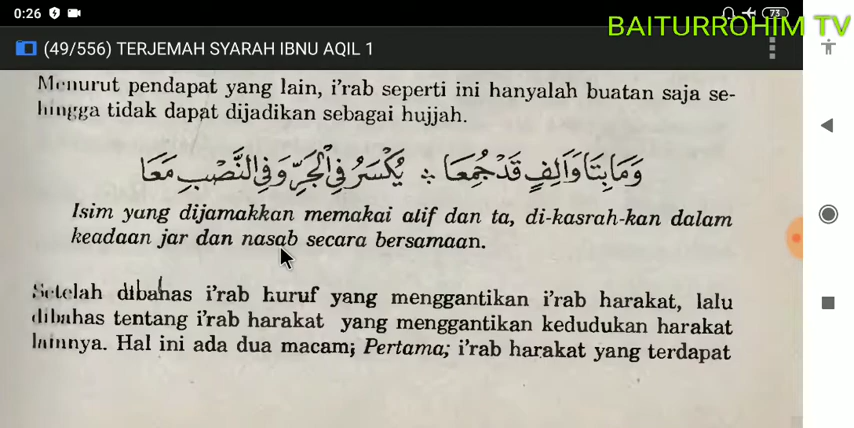 0:26
73
BAITURROHIM TV
(49/556) TERJEMAH SYARAH IBNU AQIL 1
Menurut pendapat yang lain, i'rab seperti ini hanyalah buatan saja se-
hingga tidak dapat dijadikan sebagai hujjah.
وَمَا بِتَا وَأَلِفٍ قَدْ جُمِعَا ❖ يُكْسَرُ فِي الْجَرِّ وَفِي النَّصْبِ مَعَا
Isim yang dijamakkan memakai alif dan ta, di-kasrah-kan dalam
keadaan jar dan nasab secara bersamaan.
Setelah dibahas i'rab huruf yang menggantikan i'rab harakat, lalu
dibahas tentang i'rab harakat yang menggantikan kedudukan harakat
lainnya. Hal ini ada dua macam; Pertama; i'rab harakat yang terdapat